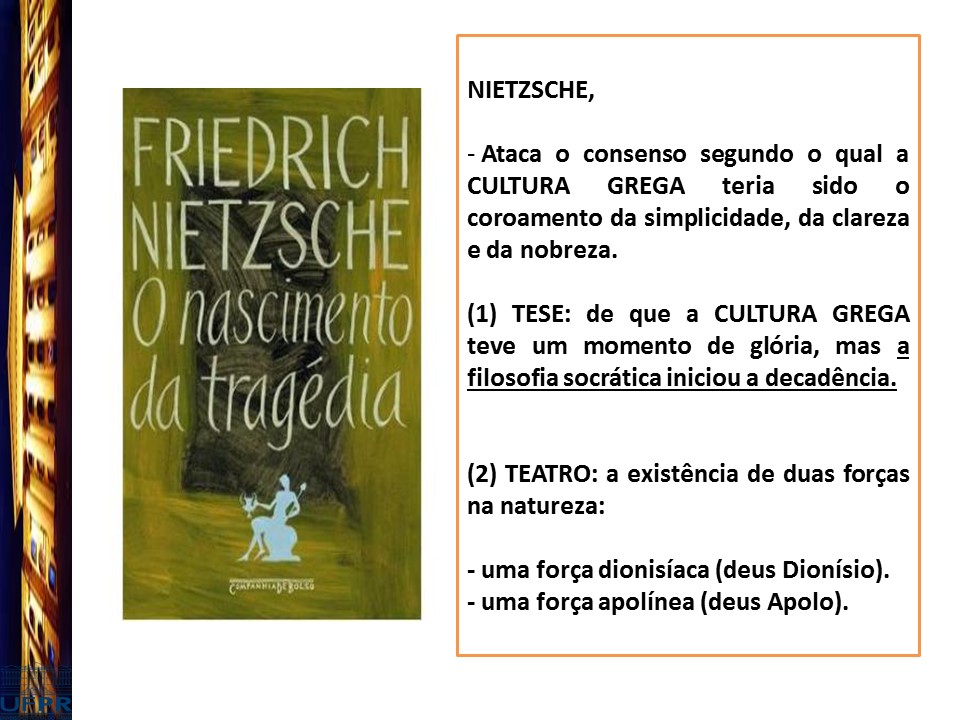 FRIEDRICH
NIETZSCHE
O nascimento
da tragédia
COMPANHIA DE BOLSO
NIETZSCHE,
- Ataca o consenso segundo o qual a
CULTURA GREGA teria sido o
coroamento da simplicidade, da clareza
e da nobreza.
(1) TESE: de que a CULTURA GREGA
teve um momento de glória, mas a
filosofia socrática iniciou a decadência.
(2) TEATRO: a existência de duas forças
na natureza:
- uma força dionisíaca (deus Dionísio).
- uma força apolínea (deus Apolo).
UFPR